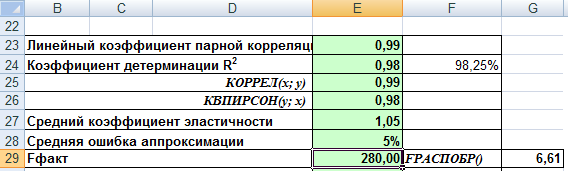 B C D E F G
22
23 Линейный коэффициент парной корреляц 0,99
24 Коэффициент детерминации R² 0,98 98,25%
25 КОРРЕЛ(x; y) 0,99
26 КВПИРСОН(y; x) 0,98
27 Средний коэффициент эластичности 1,05
28 Средняя ошибка аппроксимации 5%
29 Fфакт 280,00 FРАСПОБР() 6,61